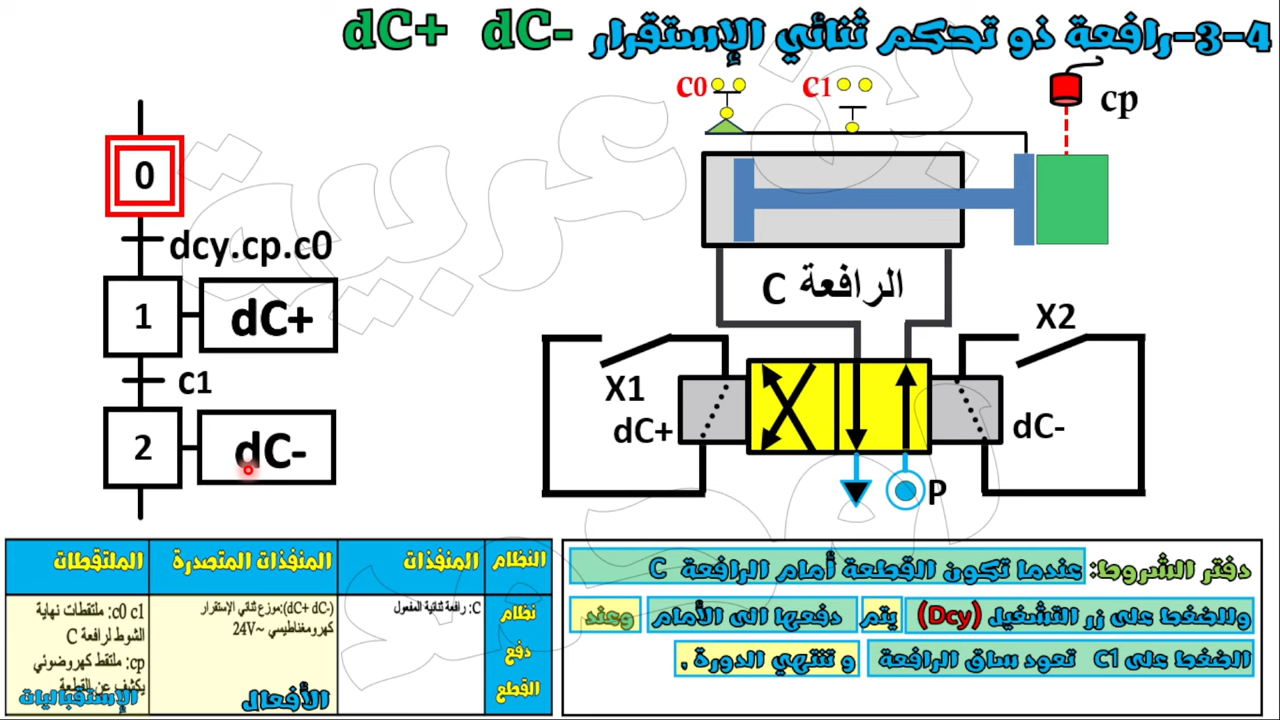 3-4-رافعة ذو تحكم ثنائي الإستقرار dC+ dC-
c0
c1
cp
0
dcy.cp.c0
1
dC+
c1
2
dC-
الرافعة C
X1
dC+
X2
dC-
P
النظام
المنفذات
المنفذات المتصدرة
الملتقطات
نظام
دفع
القطع
C: رافعة ثنائية المفعول
(dC+ dC-):موزع ثنائي الإستقرار
كهرومغناطيسي ~24V
الأفعال
c0 c1: ملتقطات نهاية
الشوط لرافعة C
cp: ملتقط كهروضوئي
يكشف عن القطعة
الإستقباليات
دفتر الشروط: عندما تكون القطعة أمام الرافعة C
وللضغط على زر التشغيل (Dcy) يتم دفعها الى الأمام وعند
الضغط على c1 تعود ساق الرافعة و تنتهي الدورة .
هندسة عربية